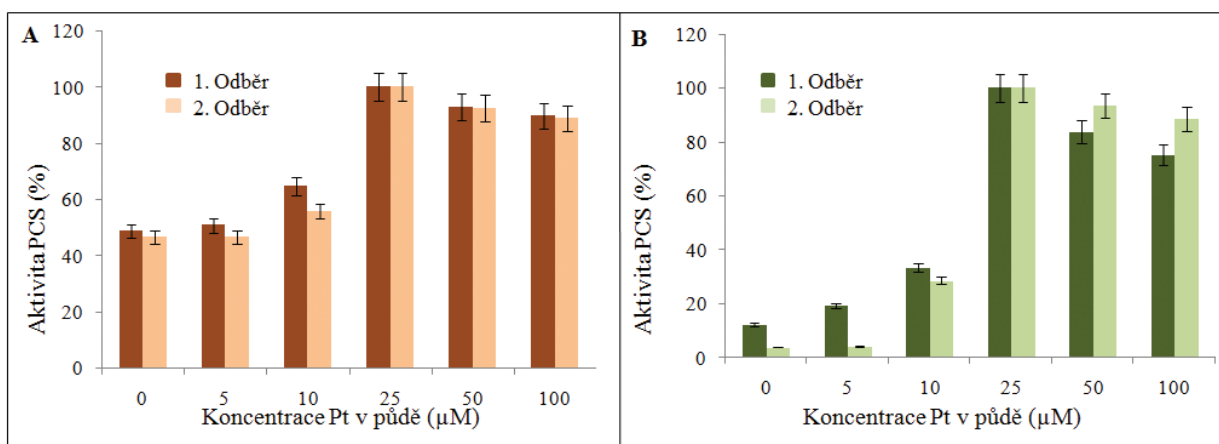 A
120
100
80
60
40
20
0
Aktivita PCS (%)
1. Odběr
2. Odběr
0 5 10 25 50 100
Koncentrace Pt v půdě (µM)
B
120
100
80
60
40
20
0
Aktivita PCS (%)
1. Odběr
2. Odběr
0 5 10 25 50 100
Koncentrace Pt v půdě (µM)